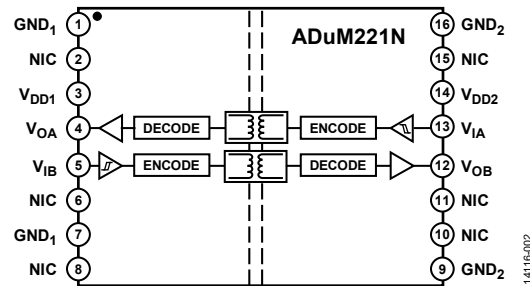 ADuM221N
GND1 1
NIC 2
VDD1 3
VOA 4
VIB 5
NIC 6
GND1 7
NIC 8
DECODE ENCODE
ENCODE DECODE
16 GND2
15 NIC
14 VDD2
13 VIA
12 VOB
11 NIC
10 NIC
9 GND2
14116-002